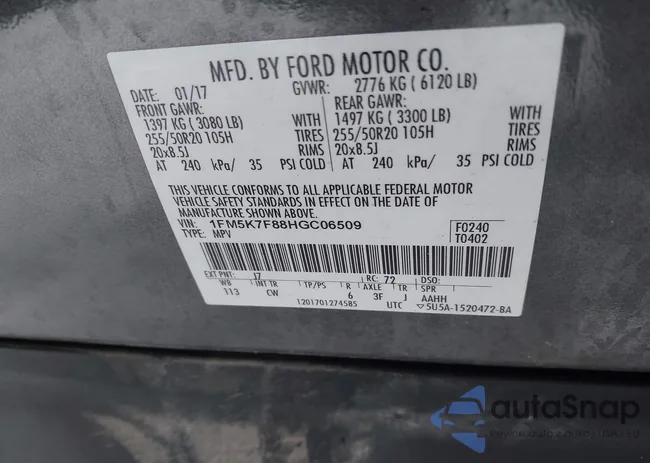 MFD. BY FORD MOTOR CO.
DATE: 01/17 GVWR: 2776 KG ( 6120 LB)
FRONT GAWR: REAR GAWR:
1397 KG ( 3080 LB) WITH 1497 KG ( 3300 LB) WITH
255/50R20 105H TIRES 255/50R20 105H TIRES
20x8.5J RIMS 20x8.5J RIMS
AT 240 kPa/ 35 PSI COLD AT 240 kPa/ 35 PSI COLD
THIS VEHICLE CONFORMS TO ALL APPLICABLE FEDERAL MOTOR
VEHICLE SAFETY STANDARDS IN EFFECT ON THE DATE OF
MANUFACTURE SHOWN ABOVE.
VIN: 1FM5K7F88HGC06509 F0240
TYPE: MPV T0402
EXT PNT: J7 RC: 72 DSO:
WB INT TR TP/PS R AXLE TR SPR
113 CW 6 3F J AAHH
1201701274585 UTC ▽5U5A-1520472-BA
autaSnap